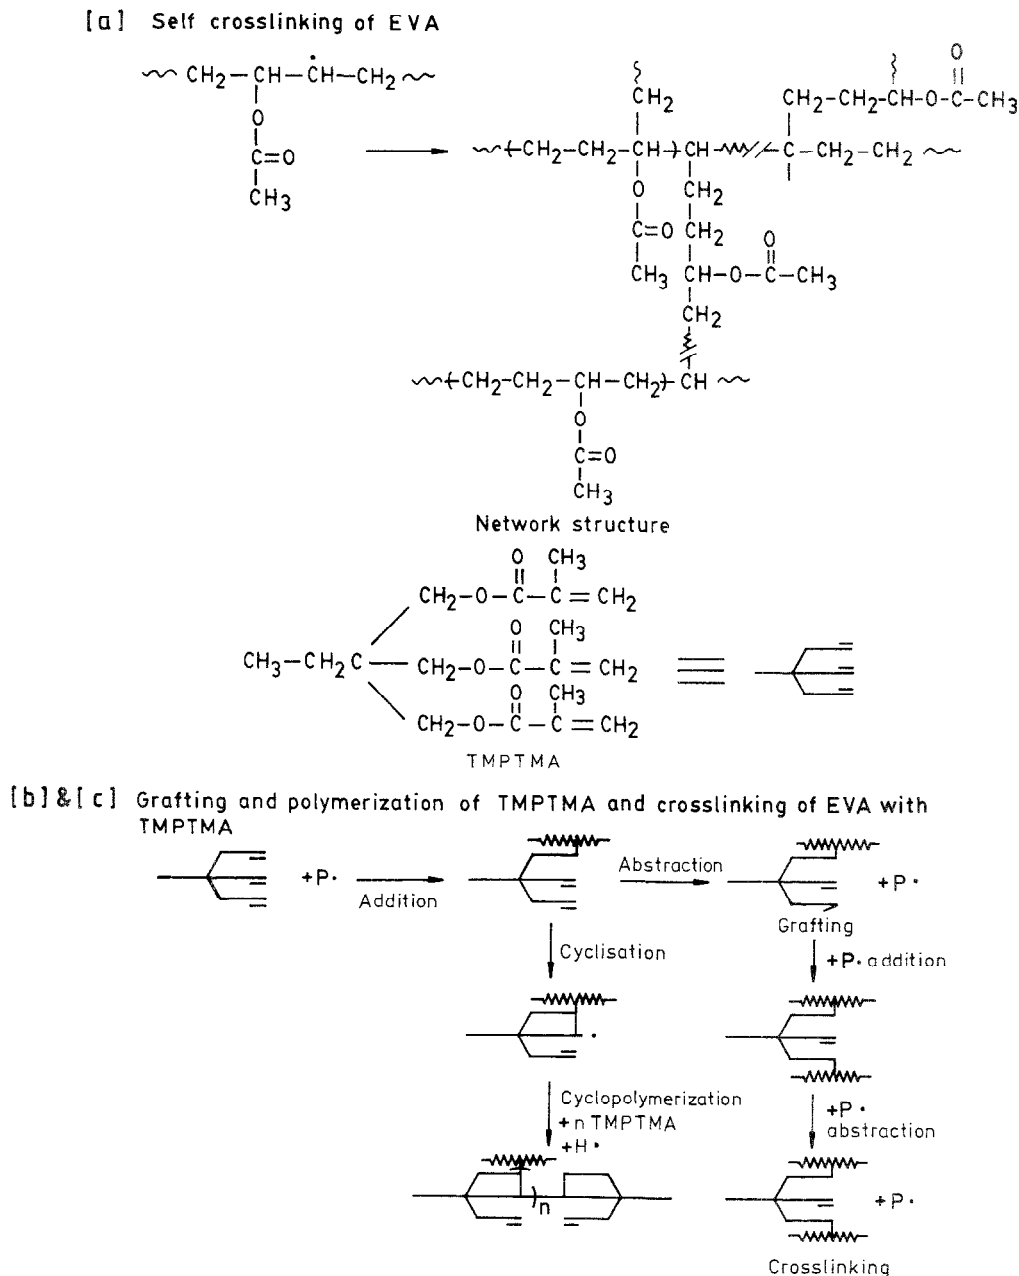 [a] Self crosslinking of EVA
O
~ CH2-CH-ĊH-CH2 ~
CH2
CH2-CH2-CH-O-C-CH3
O
~(CH2-CH2-CH-)CH~//-C-CH2-CH2 ~
C=O
O
CH2
CH3
C=O
CH2
O
CH3
CH-O-C-CH3
CH2
~(CH2-CH2-CH-CH2)-CH ~
O
C=O
CH3
Network structure
O CH3
CH2-O-C-C=CH2
O CH3
CH3-CH2C-CH2-O-C-C=CH2
O CH3
CH2-O-C-C=CH2
TMPTMA
[b]&[c] Grafting and polymerization of TMPTMA and crosslinking of EVA with
TMPTMA
+P·
Addition
Abstraction
+P·
Grafting
Cyclisation
+P· addition
·
Cyclopolymerization
+n TMPTMA
+H·
+P·
abstraction
)n
+P·
Crosslinking